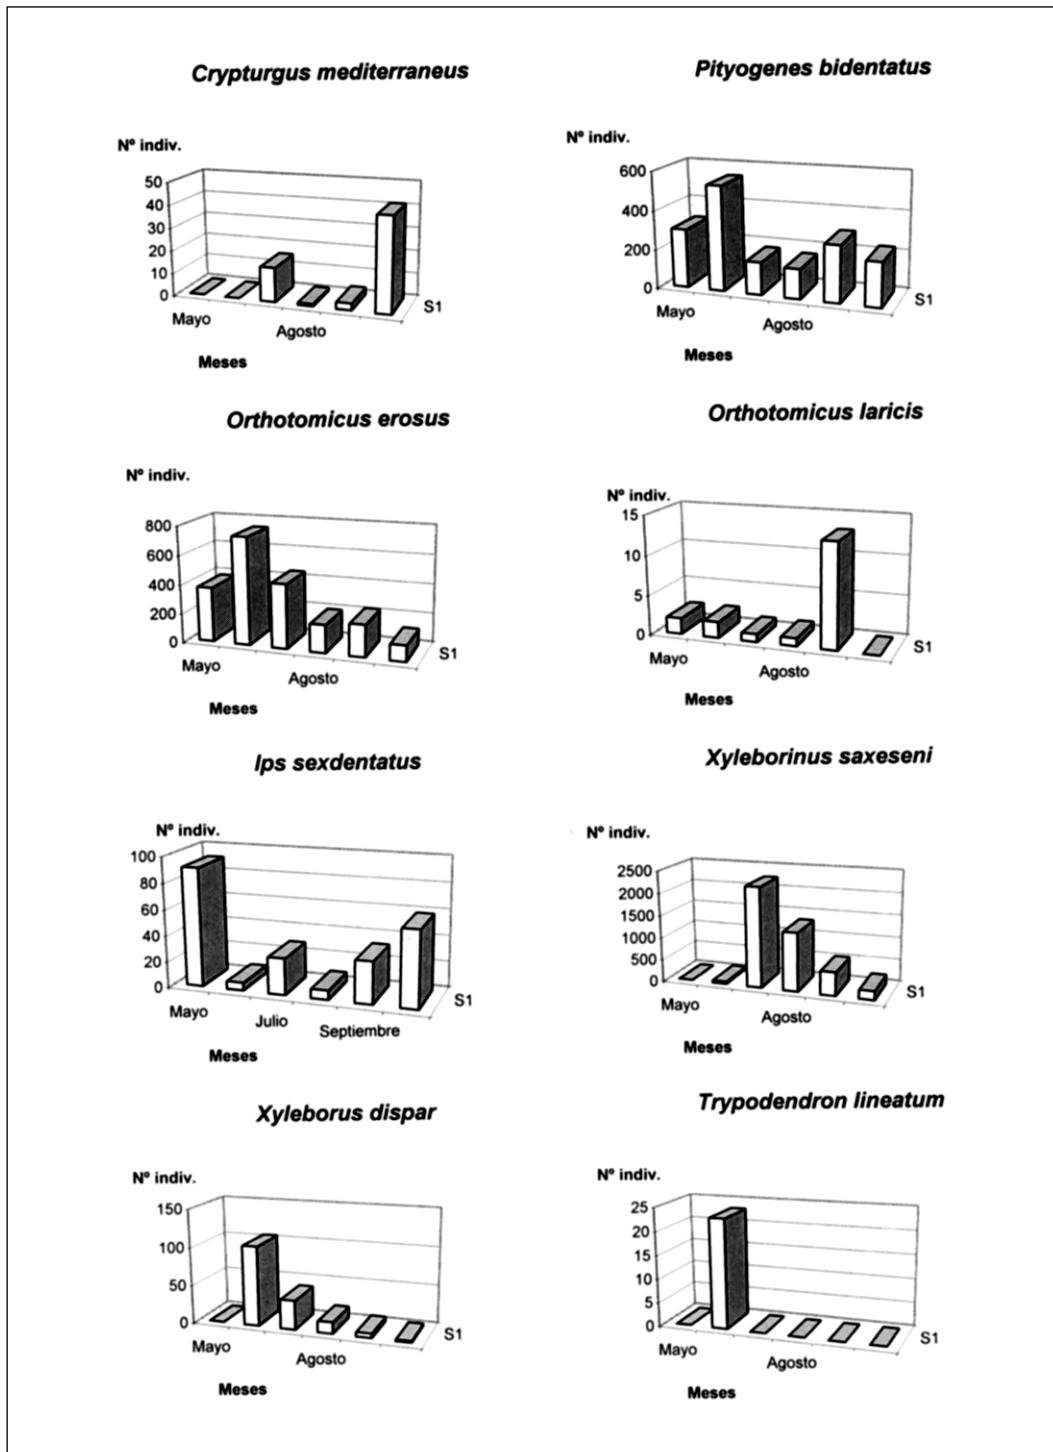 Crypturgus mediterraneus
Nº indiv.
50
40
30
20
10
0
Mayo
Agosto
S1
Meses
Pityogenes bidentatus
Nº indiv.
600
400
200
0
Mayo
Agosto
S1
Meses
Orthotomicus erosus
Nº indiv.
800
600
400
200
0
Mayo
Agosto
S1
Meses
Orthotomicus laricis
Nº indiv.
15
10
5
0
Mayo
Agosto
S1
Meses
Ips sexdentatus
Nº indiv.
100
80
60
40
20
0
Mayo
Julio
Septiembre
S1
Meses
Xyleborinus saxeseni
Nº indiv.
2500
2000
1500
1000
500
0
Mayo
Agosto
S1
Meses
Xyleborus dispar
Nº indiv.
150
100
50
0
Mayo
Agosto
S1
Meses
Trypodendron lineatum
Nº indiv.
25
20
15
10
5
0
Mayo
Agosto
S1
Meses